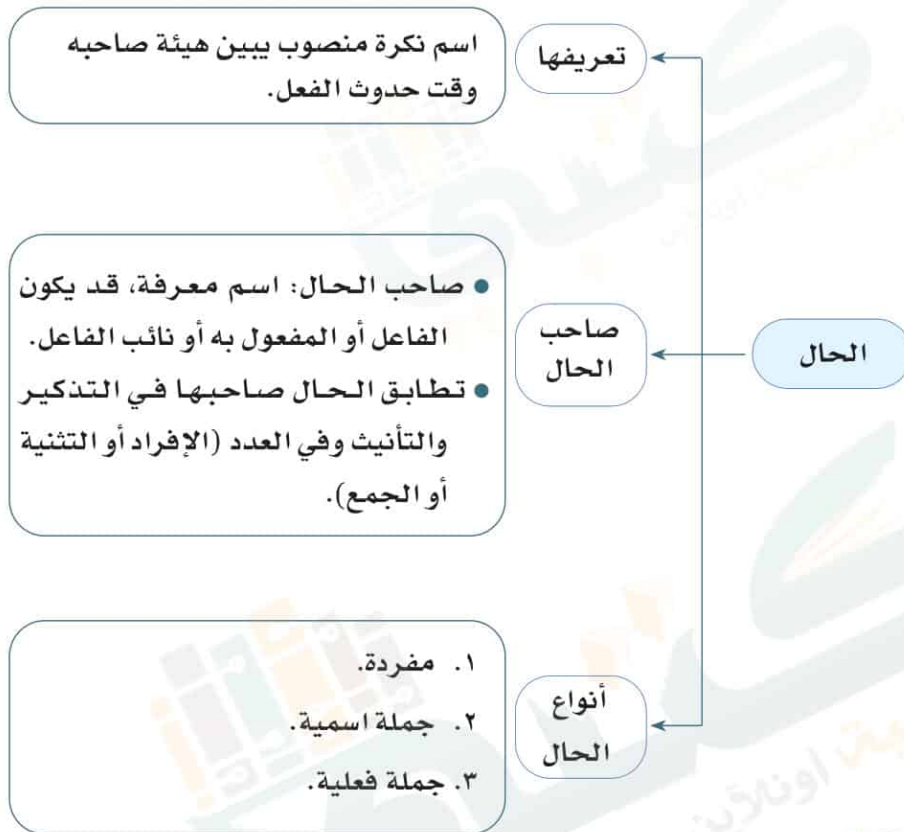 الحال
تعريفها
اسم نكرة منصوب يبين هيئة صاحبه
وقت حدوث الفعل.
صاحب
الحال
● صاحب الحال: اسم معرفة، قد يكون
الفاعل أو المفعول به أو نائب الفاعل.
● تطابق الحال صاحبها في التذكير
والتأنيث وفي العدد (الإفراد أو التثنية
أو الجمع).
أنواع
الحال
١. مفردة.
٢. جملة اسمية.
٣. جملة فعلية.
كتبي
اونلاين